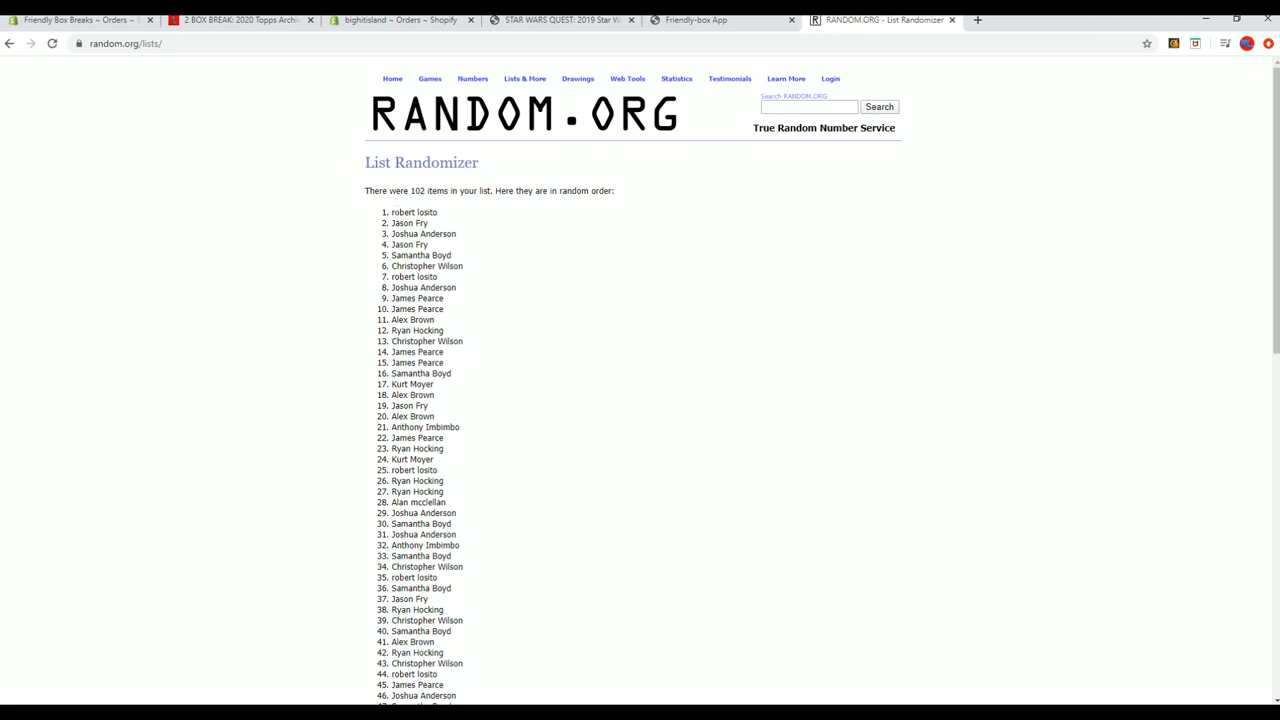 Friendly Box Breaks ~ Orders ~ S
2 BOX BREAK: 2020 Topps Archi
bighitisland ~ Orders ~ Shopify
STAR WARS QUEST: 2019 Star W
Friendly-box App
RANDOM.ORG - List Randomizer
random.org/lists/
Home Games Numbers Lists & More Drawings Web Tools Statistics Testimonials Learn More Login
RANDOM.ORG
Search RANDOM.ORG
Search
True Random Number Service
List Randomizer
There were 102 items in your list. Here they are in random order:
1. robert losito
2. Jason Fry
3. Joshua Anderson
4. Jason Fry
5. Samantha Boyd
6. Christopher Wilson
7. robert losito
8. Joshua Anderson
9. James Pearce
10. James Pearce
11. Alex Brown
12. Ryan Hocking
13. Christopher Wilson
14. James Pearce
15. James Pearce
16. Samantha Boyd
17. Kurt Moyer
18. Alex Brown
19. Jason Fry
20. Alex Brown
21. Anthony Imbimbo
22. James Pearce
23. Ryan Hocking
24. Kurt Moyer
25. robert losito
26. Ryan Hocking
27. Ryan Hocking
28. Alan mcclellan
29. Joshua Anderson
30. Samantha Boyd
31. Joshua Anderson
32. Anthony Imbimbo
33. Samantha Boyd
34. Christopher Wilson
35. robert losito
36. Samantha Boyd
37. Jason Fry
38. Ryan Hocking
39. Christopher Wilson
40. Samantha Boyd
41. Alex Brown
42. Ryan Hocking
43. Christopher Wilson
44. robert losito
45. James Pearce
46. Joshua Anderson